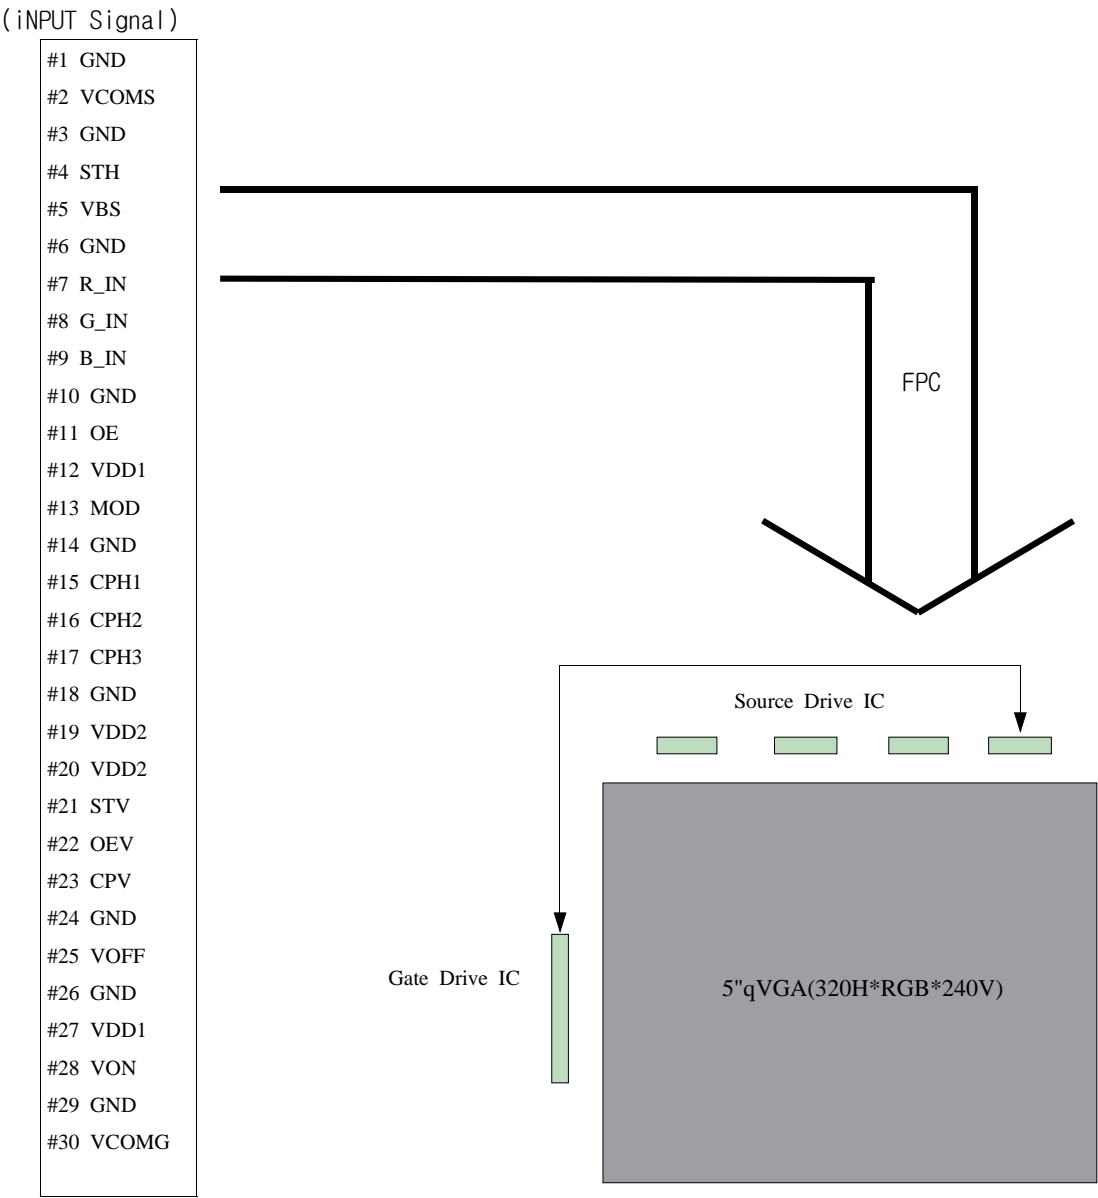 (iNPUT Signal)
#1 GND
#2 VCOMS
#3 GND
#4 STH
#5 VBS
#6 GND
#7 R_IN
#8 G_IN
#9 B_IN
#10 GND
#11 OE
#12 VDD1
#13 MOD
#14 GND
#15 CPH1
#16 CPH2
#17 CPH3
#18 GND
#19 VDD2
#20 VDD2
#21 STV
#22 OEV
#23 CPV
#24 GND
#25 VOFF
#26 GND
#27 VDD1
#28 VON
#29 GND
#30 VCOMG
FPC
Source Drive IC
Gate Drive IC
5"qVGA(320H*RGB*240V)